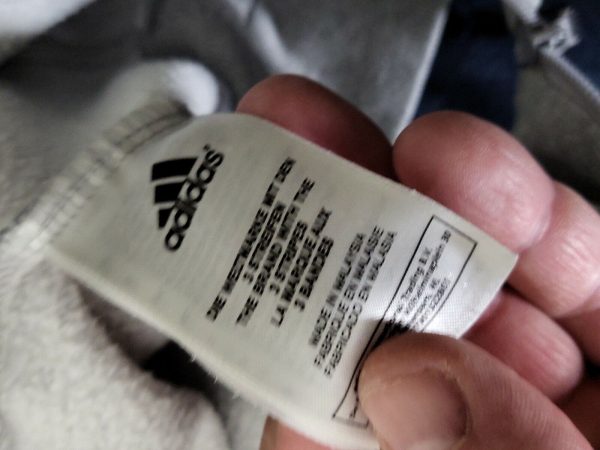 adidas
DIE WELTMARKE MIT DEN
3 STREIFEN
THE BRAND WITH THE
3 STRIPES
LA MARQUE AUX
3 BANDES
MADE IN MALAYSIA
FABRIQUE EN MALAISIE
FABRICADO EN MALASIA
Trading B.V.